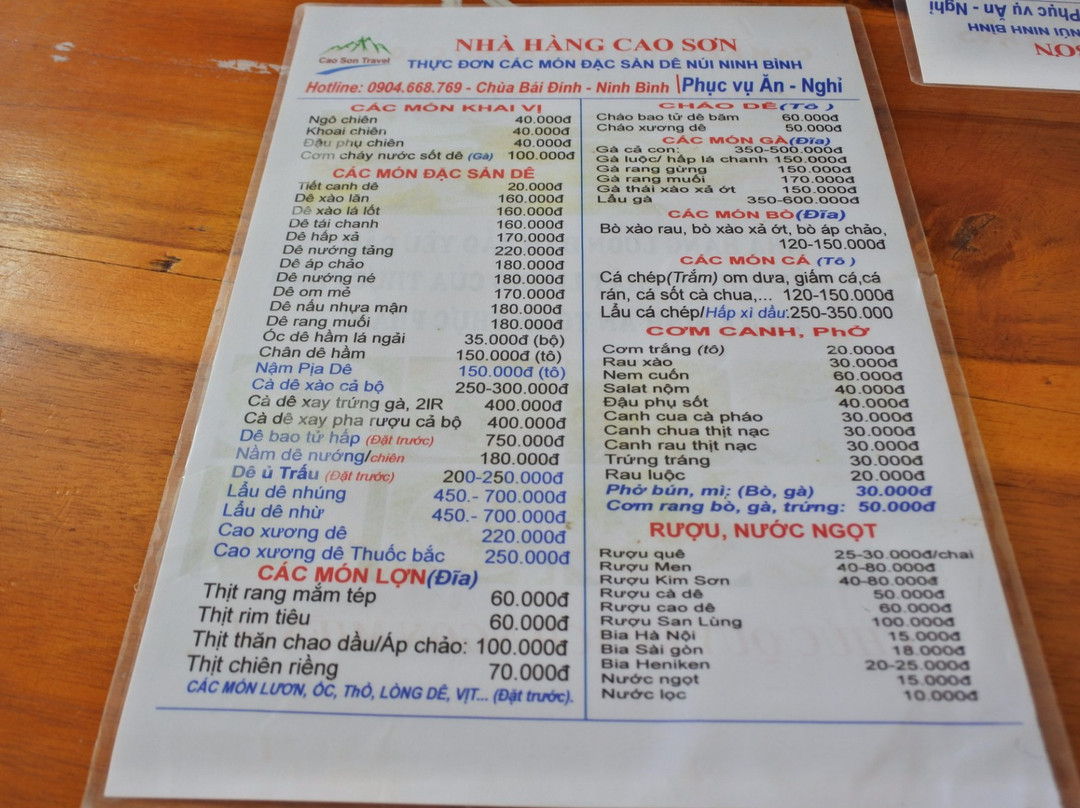 Cao Son Travel
NHÀ HÀNG CAO SƠN
THỰC ĐƠN CÁC MÓN ĐẶC SẢN DÊ NÚI NINH BÌNH
Hotline: 0904.668.769 - Chùa Bái Đính - Ninh Bình
Phục vụ Ăn - Nghỉ
CÁC MÓN KHAI VỊ
Ngô chiên 40.000đ
Khoai chiên 40.000đ
Đậu phụ chiên 40.000đ
Cơm cháy nước sốt dê (Gà) 100.000đ
CÁC MÓN ĐẶC SẢN DÊ
Tiết canh dê 20.000đ
Dê xào lăn 160.000đ
Dê xào lá lốt 160.000đ
Dê tái chanh 160.000đ
Dê hấp xả 170.000đ
Dê nướng tảng 220.000đ
Dê áp chảo 180.000đ
Dê nướng né 180.000đ
Dê om mẻ 170.000đ
Dê nấu nhựa mận 180.000đ
Dê rang muối 180.000đ
Óc dê hầm lá ngải 35.000đ (bộ)
Chân dê hầm 150.000đ (tô)
Nậm Pịa Dê 150.000đ (tô)
Cà dê xào cả bộ 250-300.000đ
Cà dê xay trứng gà, 2IR 400.000đ
Cà dê xay pha rượu cả bộ 400.000đ
Dê bao tử hấp (Đặt trước) 750.000đ
Nầm dê nướng/chiên 180.000đ
Dê ủ Trấu (Đặt trước) 200-250.000đ
Lẩu dê nhúng 450.- 700.000đ
Lẩu dê nhừ 450.- 700.000đ
Cao xương dê 220.000đ
Cao xương dê Thuốc bắc 250.000đ
CÁC MÓN LỢN(Đĩa)
Thịt rang mắm tép 60.000đ
Thịt rim tiêu 60.000đ
Thịt thăn chao dầu/Áp chảo: 100.000đ
Thịt chiên riềng 70.000đ
CÁC MÓN LƯƠN, ỐC, ThỎ, LÒNG DÊ, VỊT... (Đặt trước).
CHÁO DÊ(Tô )
Cháo bao tử dê băm 60.000đ
Cháo xương dê 50.000đ
CÁC MÓN GÀ(Đĩa)
Gà cả con: 350-500.000đ
Gà luộc/ hấp lá chanh 150.000đ
Gà rang gừng 150.000đ
Gà rang muối 170.000đ
Gà thái xào xả ớt 150.000đ
Lẩu gà 350-600.000đ
CÁC MÓN BÒ(Đĩa)
Bò xào rau, bò xào xả ớt, bò áp chảo,
120-150.000đ
CÁC MÓN CÁ (Tô )
Cá chép(Trắm) om dưa, giấm cá,cá
rán, cá sốt cà chua,... 120-150.000đ
Lẩu cá chép/Hấp xì dầu:250-350.000
CƠM CANH, PhỞ
Cơm trắng (tô) 20.000đ
Rau xào 30.000đ
Nem cuốn 60.000đ
Salat nộm 40.000đ
Đậu phụ sốt 40.000đ
Canh cua cà pháo 30.000đ
Canh chua thịt nạc 30.000đ
Canh rau thịt nạc 30.000đ
Trứng tráng 30.000đ
Rau luộc 20.000đ
Phở bún, mì: (Bò, gà) 30.000đ
Cơm rang bò, gà, trứng: 50.000đ
RƯỢU, NƯỚC NGỌT
Rượu quê 25-30.000đ/chai
Rượu Men 40-80.000đ
Rượu Kim Sơn 40-80.000đ
Rượu cà dê 50.000đ
Rượu cao dê 60.000đ
Rượu San Lùng 100.000đ
Bia Hà Nội 15.000đ
Bia Sài gòn 18.000đ
Bia Heniken 20-25.000đ
Nước ngọt 15.000đ
Nước lọc 10.000đ
Phục vụ Ăn - Nghỉ
NÚI NINH BÌNH
SƠN